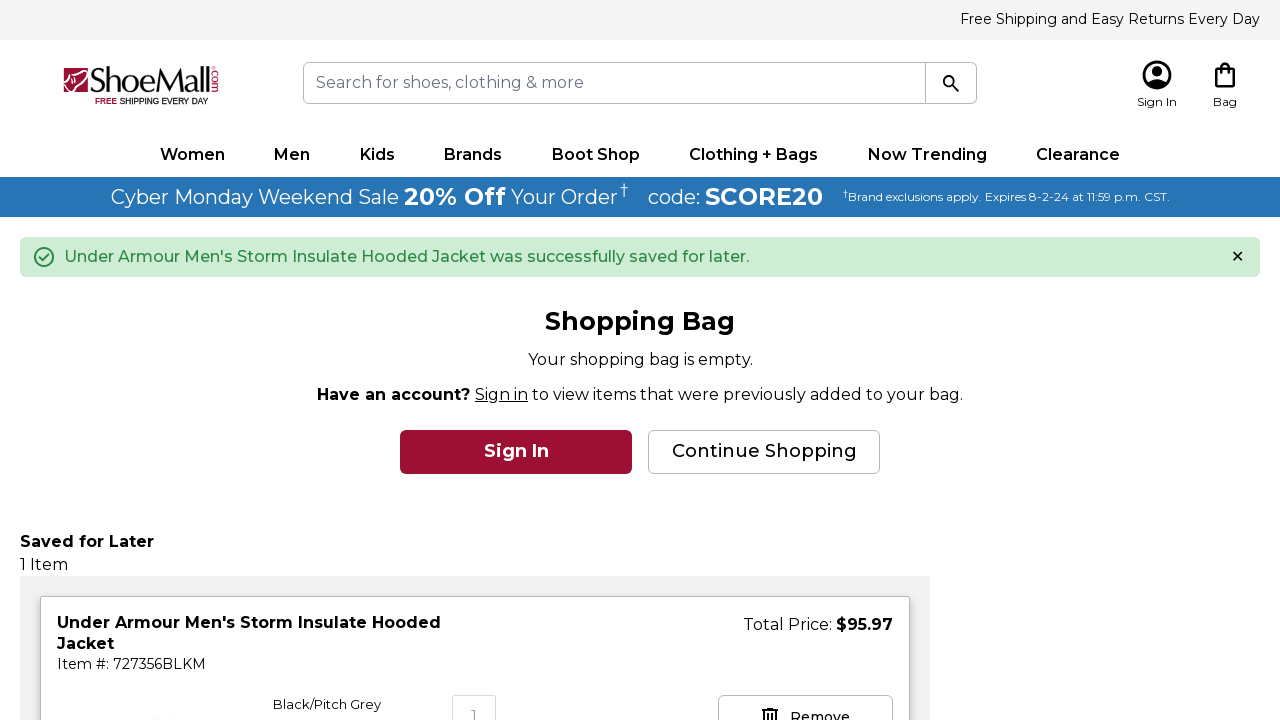 Free Shipping and Easy Returns Every Day
ShoeMall.com
FREE SHIPPING EVERY DAY
Search for shoes, clothing & more
Sign In
Bag
Women
Men
Kids
Brands
Boot Shop
Clothing + Bags
Now Trending
Clearance
Cyber Monday Weekend Sale 20% Off Your Order† code: SCORE20 †Brand exclusions apply. Expires 8-2-24 at 11:59 p.m. CST.
Under Armour Men's Storm Insulate Hooded Jacket was successfully saved for later.
Shopping Bag
Your shopping bag is empty.
Have an account? Sign in to view items that were previously added to your bag.
Sign In
Continue Shopping
Saved for Later
1 Item
Under Armour Men's Storm Insulate Hooded
Jacket
Total Price: $95.97
Item #: 727356BLKM
Black/Pitch Grey
1
Remove